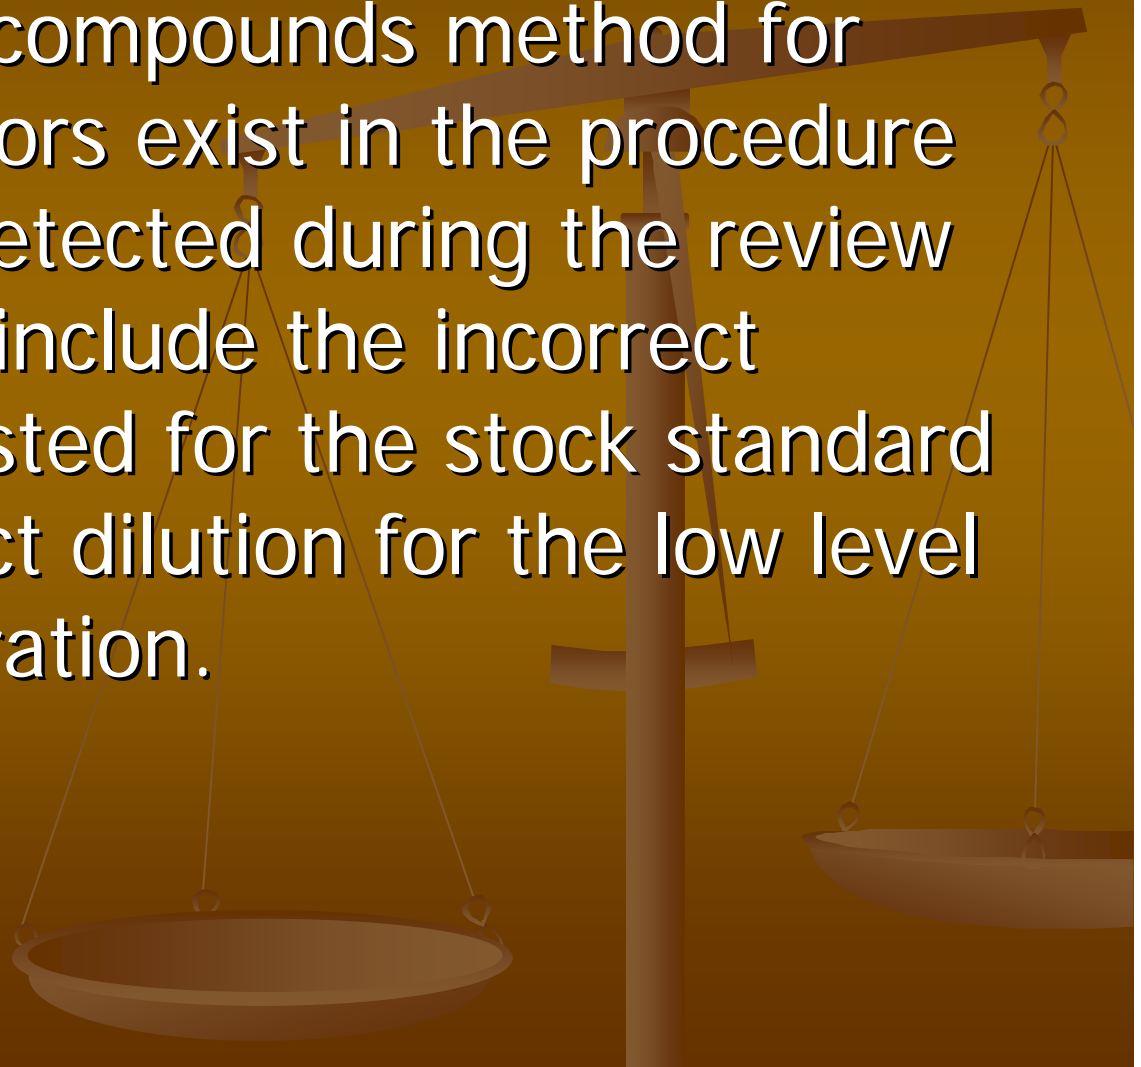 compounds method for
ors exist in the procedure
etected during the review
include the incorrect
sted for the stock standard
ct dilution for the low level
ration.